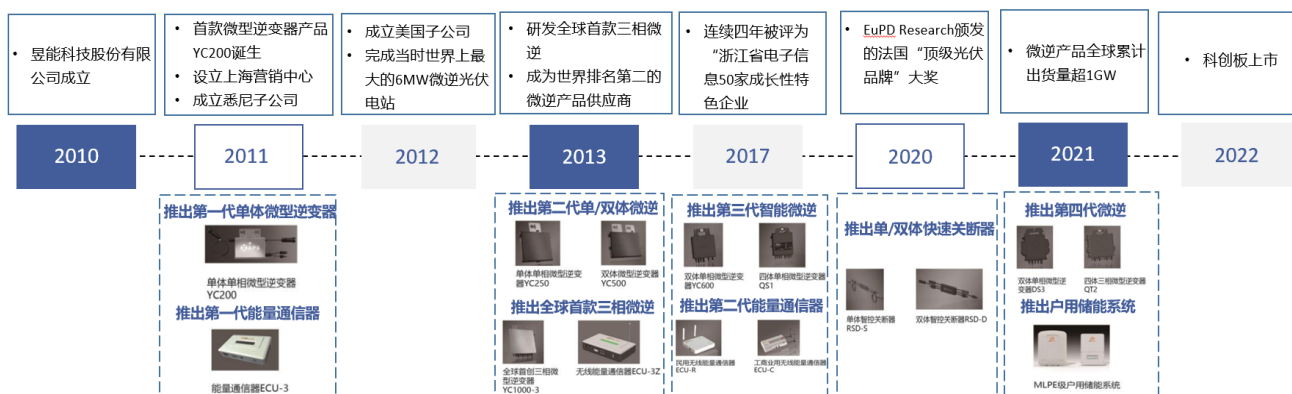 昱能科技股份有
限公司成立
首款微型逆变器产品
YC200诞生
设立上海营销中心
成立悉尼子公司
成立美国子公司
完成当时世界上最
大的6MW微逆光伏
电站
研发全球首款三相微
逆
成为世界排名第二的
微逆产品供应商
连续四年被评为
“浙江省电子信
息50家成长性特
色企业
EuPD Research颁发
的法国“顶级光伏
品牌”大奖
微逆产品全球累计
出货量超1GW
科创板上市
2010
2011
2012
2013
2017
2020
2021
2022
推出第一代单体微型逆变器
单体单相微型逆变器
YC200
推出第一代能量通信器
能量通信器ECU-3
推出第二代单/双体微逆
单体单相微型逆变
器YC250
双体微型逆变器
YC500
推出全球首款三相微逆
全球首创三相微
型逆变器
YC1000-3
无线能量通信器ECU-3Z
推出第三代智能微逆
双体单相微型逆变
器YC600
四体单相微型逆变器
QS1
推出第二代能量通信器
民用无线能量通信器
ECU-R
工商业用无线能量通信器
ECU-C
推出单/双体快速关断器
单体智控关断器
RSD-S
双体智控关断器RSD-D
推出第四代微逆
双体单相微型逆
变器DS3
四体三相微型逆变器
QT2
推出户用储能系统
MLPE级户用储能系统